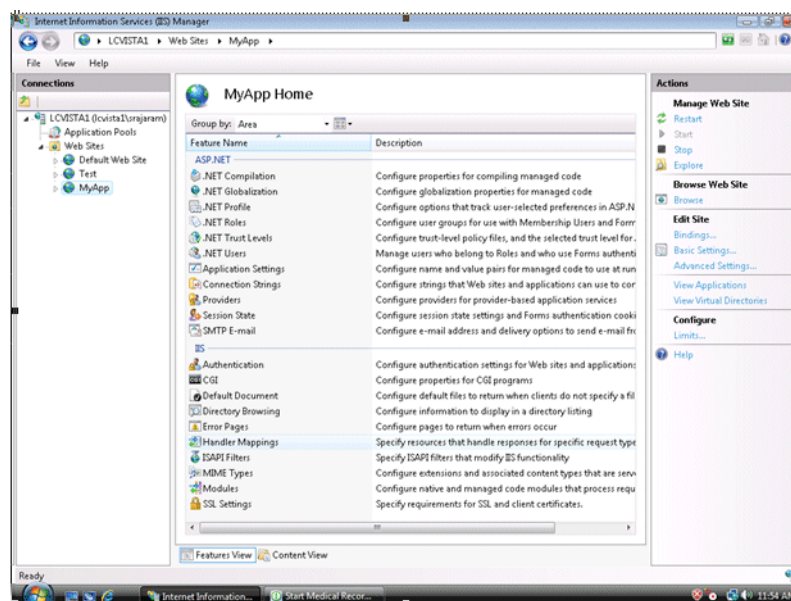 Internet Information Services (IIS) Manager
LCVISTA1 Web Sites MyApp
File View Help
Connections
LCVISTA1 (lcvista1\srajaram)
Application Pools
Web Sites
Default Web Site
Test
MyApp
MyApp Home
Group by: Area
Feature Name Description
ASP.NET
.NET Compilation Configure properties for compiling managed code
.NET Globalization Configure globalization properties for managed code
.NET Profile Configure options that track user-selected preferences in ASP.N
.NET Roles Configure user groups for use with Membership Users and Form
.NET Trust Levels Configure trust-level policy files, and the selected trust level for.
.NET Users Manage users who belong to Roles and who use Forms authenti
Application Settings Configure name and value pairs for managed code to use at run
Connection Strings Configure strings that Web sites and applications can use to cor
Providers Configure providers for provider-based application services
Session State Configure session state settings and Forms authentication cooki
SMTP E-mail Configure e-mail address and delivery options to send e-mail frc
IIS
Authentication Configure authentication settings for Web sites and application:
CGI Configure properties for CGI programs
Default Document Configure default files to return when clients do not specify a fil
Directory Browsing Configure information to display in a directory listing
Error Pages Configure pages to return when errors occur
Handler Mappings Specify resources that handle responses for specific request type
ISAPI Filters Specify ISAPI filters that modify IIS functionality
MIME Types Configure extensions and associated content types that are serv
Modules Configure native and managed code modules that process requ
SSL Settings Specify requirements for SSL and client certificates.
Features View Content View
Actions
Manage Web Site
Restart
Start
Stop
Explore
Browse Web Site
Browse
Edit Site
Bindings...
Basic Settings...
Advanced Settings...
View Applications
View Virtual Directories
Configure
Limits...
Help
Ready
Internet Information... Start Medical Recor... 11:54 AM